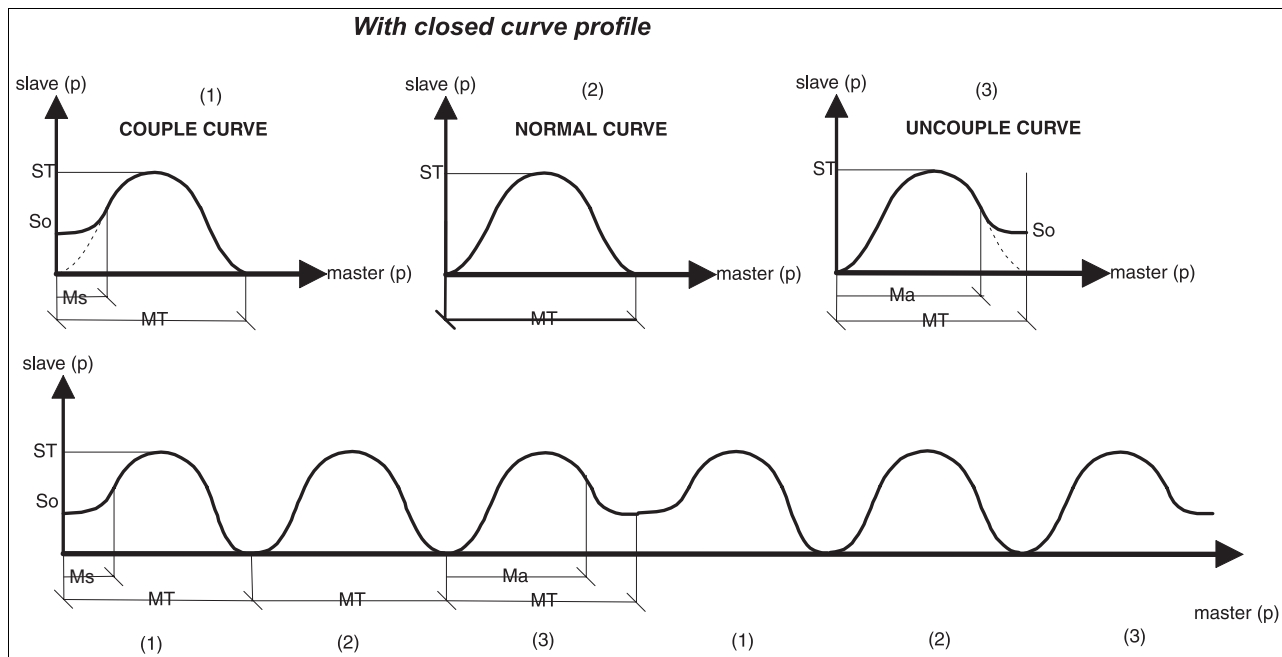 With closed curve profile
slave (p)
(1)
COUPLE CURVE
ST
So
master (p)
Ms
MT
slave (p)
(2)
NORMAL CURVE
ST
master (p)
MT
(3)
slave (p)
UNCOUPLE CURVE
ST
So
master (p)
Ma
MT
slave (p)
ST
So
Ms
Ma
MT
MT
MT
master (p)
(1)
(2)
(3)
(1)
(2)
(3)